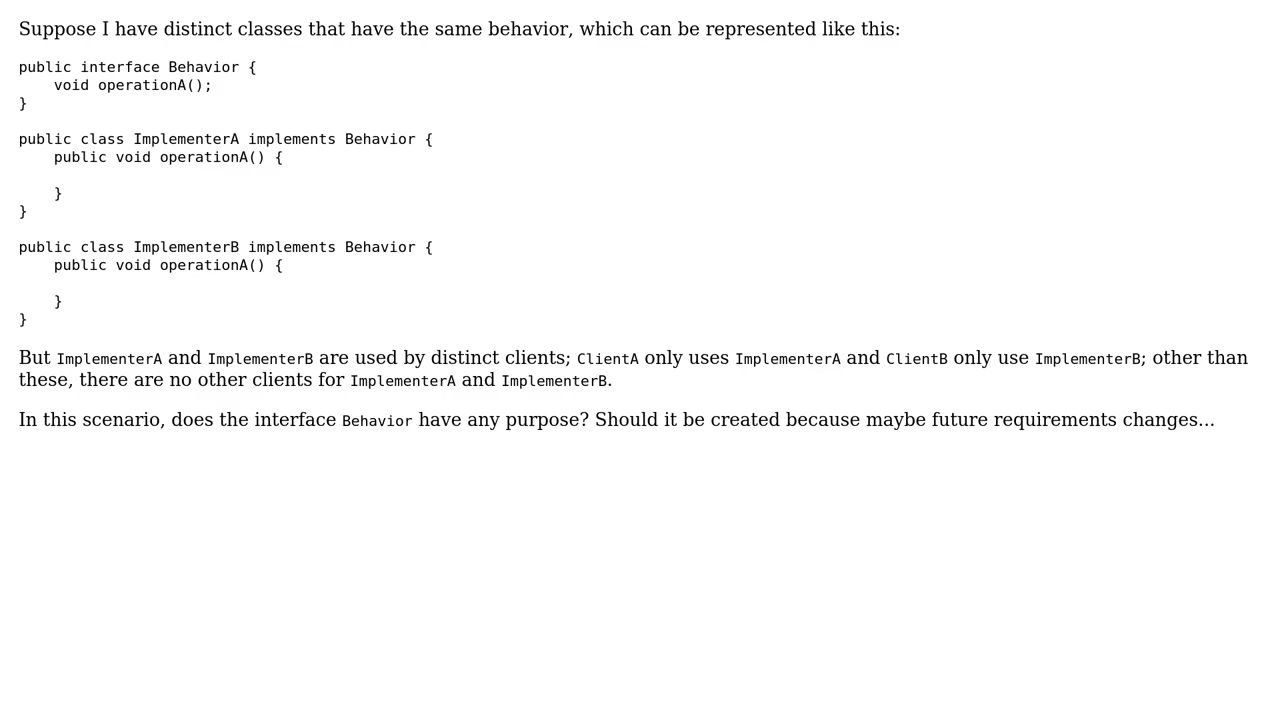 Suppose I have distinct classes that have the same behavior, which can be represented like this:
public interface Behavior {
    void operationA();
}
public class ImplementerA implements Behavior {
    public void operationA() {
    }
}
public class ImplementerB implements Behavior {
    public void operationA() {
    }
}
But ImplementerA and ImplementerB are used by distinct clients; ClientA only uses ImplementerA and ClientB only use ImplementerB; other than
these, there are no other clients for ImplementerA and ImplementerB.
In this scenario, does the interface Behavior have any purpose? Should it be created because maybe future requirements changes...